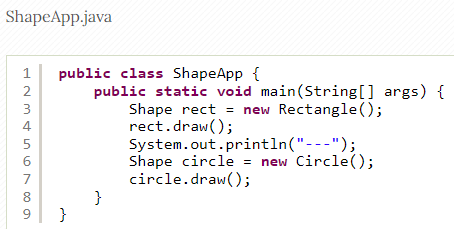 ShapeApp.java
1 public class ShapeApp {
2     public static void main(String[] args) {
3         Shape rect = new Rectangle();
4         rect.draw();
5         System.out.println("---");
6         Shape circle = new Circle();
7         circle.draw();
8     }
9 }